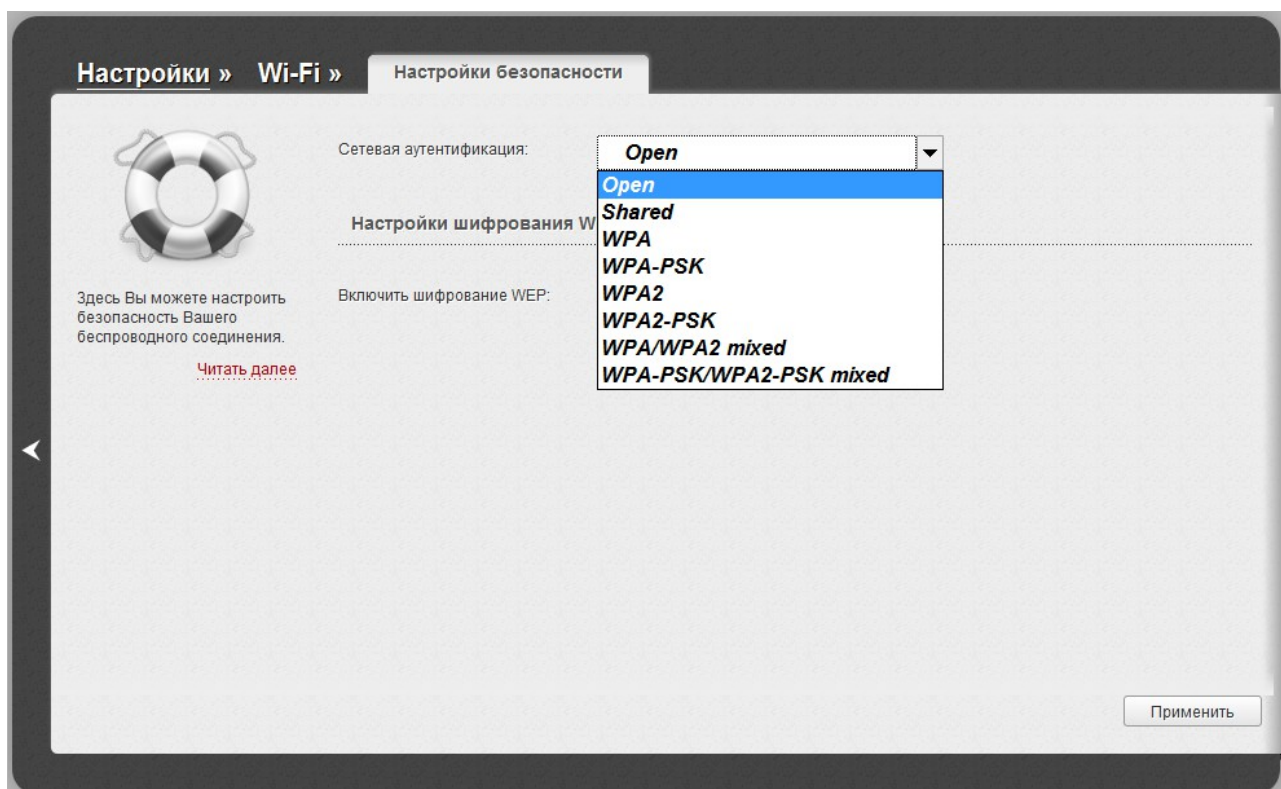 Настройки » Wi-Fi » Настройки безопасности
Сетевая аутентификация: Open
Open
Shared
WPA
WPA-PSK
WPA2
WPA2-PSK
WPA/WPA2 mixed
WPA-PSK/WPA2-PSK mixed
Настройки шифрования W
Включить шифрование WEP:
Здесь Вы можете настроить
безопасность Вашего
беспроводного соединения.
Читать далее
Применить